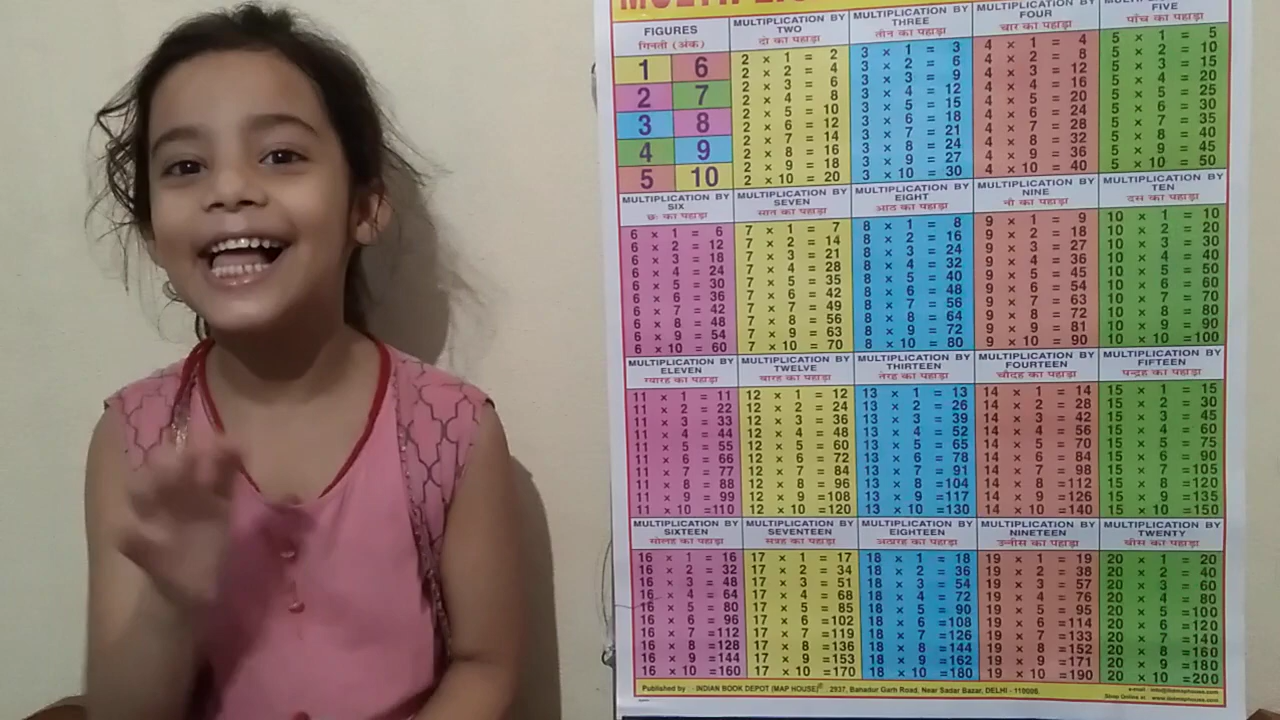 FIGURES
गिनती (अंक)
1 6
2 7
3 8
4 9
5 10
MULTIPLICATION BY
TWO
दो का पहाड़ा
2 × 1 = 2
2 × 2 = 4
2 × 3 = 6
2 × 4 = 8
2 × 5 = 10
2 × 6 = 12
2 × 7 = 14
2 × 8 = 16
2 × 9 = 18
2 × 10 = 20
MULTIPLICATION BY
THREE
तीन का पहाड़ा
3 × 1 = 3
3 × 2 = 6
3 × 3 = 9
3 × 4 = 12
3 × 5 = 15
3 × 6 = 18
3 × 7 = 21
3 × 8 = 24
3 × 9 = 27
3 × 10 = 30
MULTIPLICATION BY
FOUR
चार का पहाड़ा
4 × 1 = 4
4 × 2 = 8
4 × 3 = 12
4 × 4 = 16
4 × 5 = 20
4 × 6 = 24
4 × 7 = 28
4 × 8 = 32
4 × 9 = 36
4 × 10 = 40
MULTIPLICATION BY
FIVE
पाँच का पहाड़ा
5 × 1 = 5
5 × 2 = 10
5 × 3 = 15
5 × 4 = 20
5 × 5 = 25
5 × 6 = 30
5 × 7 = 35
5 × 8 = 40
5 × 9 = 45
5 × 10 = 50
MULTIPLICATION BY
SIX
छः का पहाड़ा
6 × 1 = 6
6 × 2 = 12
6 × 3 = 18
6 × 4 = 24
6 × 5 = 30
6 × 6 = 36
6 × 7 = 42
6 × 8 = 48
6 × 9 = 54
6 × 10 = 60
MULTIPLICATION BY
SEVEN
सात का पहाड़ा
7 × 1 = 7
7 × 2 = 14
7 × 3 = 21
7 × 4 = 28
7 × 5 = 35
7 × 6 = 42
7 × 7 = 49
7 × 8 = 56
7 × 9 = 63
7 × 10 = 70
MULTIPLICATION BY
EIGHT
आठ का पहाड़ा
8 × 1 = 8
8 × 2 = 16
8 × 3 = 24
8 × 4 = 32
8 × 5 = 40
8 × 6 = 48
8 × 7 = 56
8 × 8 = 64
8 × 9 = 72
8 × 10 = 80
MULTIPLICATION BY
NINE
नौ का पहाड़ा
9 × 1 = 9
9 × 2 = 18
9 × 3 = 27
9 × 4 = 36
9 × 5 = 45
9 × 6 = 54
9 × 7 = 63
9 × 8 = 72
9 × 9 = 81
9 × 10 = 90
MULTIPLICATION BY
TEN
दस का पहाड़ा
10 × 1 = 10
10 × 2 = 20
10 × 3 = 30
10 × 4 = 40
10 × 5 = 50
10 × 6 = 60
10 × 7 = 70
10 × 8 = 80
10 × 9 = 90
10 × 10 =100
MULTIPLICATION BY
ELEVEN
ग्यारह का पहाड़ा
11 × 1 = 11
11 × 2 = 22
11 × 3 = 33
11 × 4 = 44
11 × 5 = 55
11 × 6 = 66
11 × 7 = 77
11 × 8 = 88
11 × 9 = 99
11 × 10 =110
MULTIPLICATION BY
TWELVE
बारह का पहाड़ा
12 × 1 = 12
12 × 2 = 24
12 × 3 = 36
12 × 4 = 48
12 × 5 = 60
12 × 6 = 72
12 × 7 = 84
12 × 8 = 96
12 × 9 =108
12 × 10 =120
MULTIPLICATION BY
THIRTEEN
तेरह का पहाड़ा
13 × 1 = 13
13 × 2 = 26
13 × 3 = 39
13 × 4 = 52
13 × 5 = 65
13 × 6 = 78
13 × 7 = 91
13 × 8 =104
13 × 9 =117
13 × 10 =130
MULTIPLICATION BY
FOURTEEN
चौदह का पहाड़ा
14 × 1 = 14
14 × 2 = 28
14 × 3 = 42
14 × 4 = 56
14 × 5 = 70
14 × 6 = 84
14 × 7 = 98
14 × 8 =112
14 × 9 =126
14 × 10 =140
MULTIPLICATION BY
FIFTEEN
पन्द्रह का पहाड़ा
15 × 1 = 15
15 × 2 = 30
15 × 3 = 45
15 × 4 = 60
15 × 5 = 75
15 × 6 = 90
15 × 7 =105
15 × 8 =120
15 × 9 =135
15 × 10 =150
MULTIPLICATION BY
SIXTEEN
सोलह का पहाड़ा
16 × 1 = 16
16 × 2 = 32
16 × 3 = 48
16 × 4 = 64
16 × 5 = 80
16 × 6 = 96
16 × 7 =112
16 × 8 =128
16 × 9 =144
16 × 10 =160
MULTIPLICATION BY
SEVENTEEN
सत्रह का पहाड़ा
17 × 1 = 17
17 × 2 = 34
17 × 3 = 51
17 × 4 = 68
17 × 5 = 85
17 × 6 =102
17 × 7 =119
17 × 8 =136
17 × 9 =153
17 × 10 =170
MULTIPLICATION BY
EIGHTEEN
अठारह का पहाड़ा
18 × 1 = 18
18 × 2 = 36
18 × 3 = 54
18 × 4 = 72
18 × 5 = 90
18 × 6 =108
18 × 7 =126
18 × 8 =144
18 × 9 =162
18 × 10 =180
MULTIPLICATION BY
NINETEEN
उन्नीस का पहाड़ा
19 × 1 = 19
19 × 2 = 38
19 × 3 = 57
19 × 4 = 76
19 × 5 = 95
19 × 6 =114
19 × 7 =133
19 × 8 =152
19 × 9 =171
19 × 10 =190
MULTIPLICATION BY
TWENTY
बीस का पहाड़ा
20 × 1 = 20
20 × 2 = 40
20 × 3 = 60
20 × 4 = 80
20 × 5 =100
20 × 6 =120
20 × 7 =140
20 × 8 =160
20 × 9 =180
20 × 10 =200
Published by : INDIAN BOOK DEPOT (MAP HOUSE)® 2937, Bahadur Garh Road, Near Sadar Bazar, DELHI - 110006.